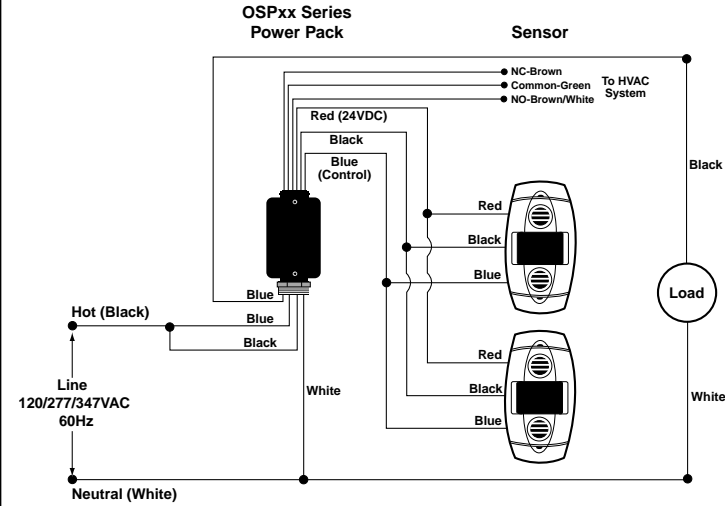 OSPxx Series
Power Pack
Sensor
NC-Brown
Common-Green
NO-Brown/White
To HVAC
System
Red (24VDC)
Black
Blue
(Control)
Black
Red
Black
Blue
Load
Blue
Hot (Black)
Blue
Black
Line
120/277/347VAC
60Hz
White
Red
Black
Blue
White
Neutral (White)